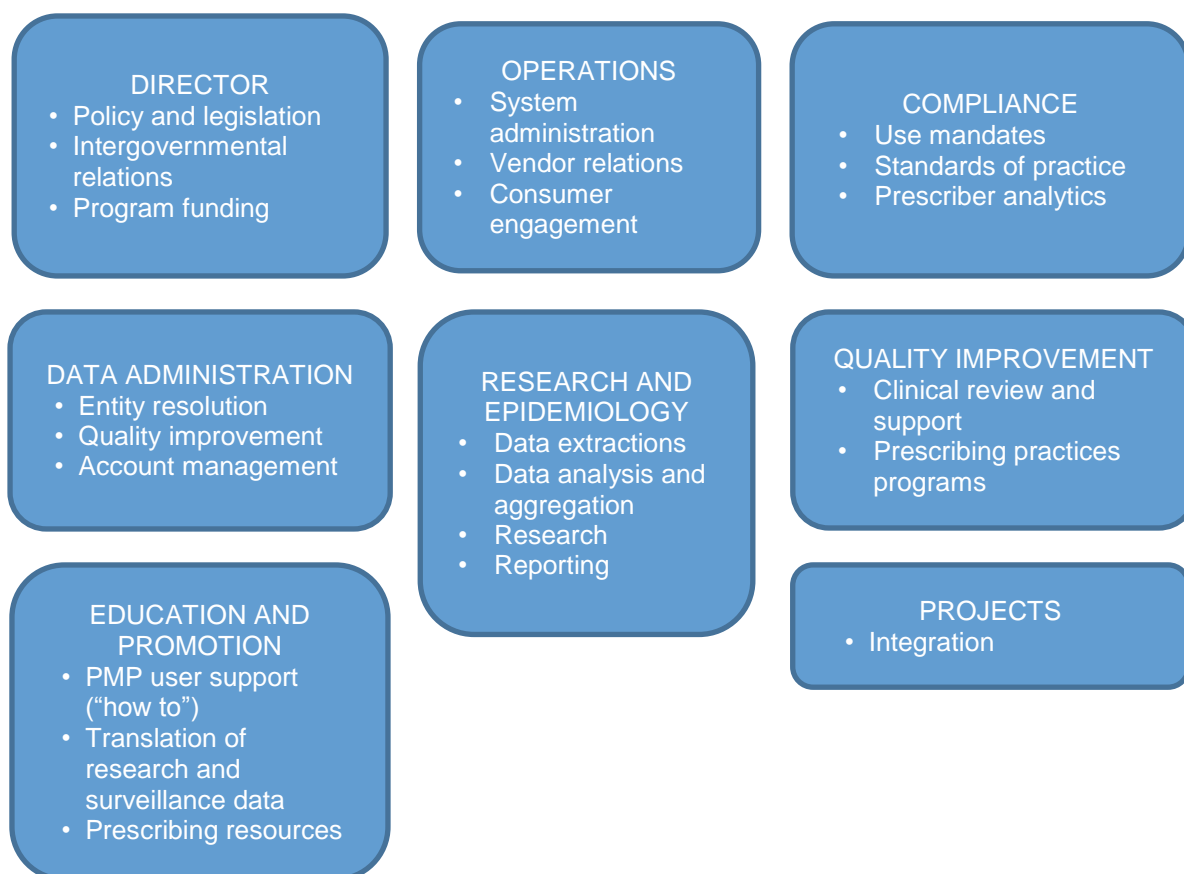 DIRECTOR
• Policy and legislation
• Intergovernmental
relations
• Program funding
OPERATIONS
• System
administration
• Vendor relations
• Consumer
engagement
COMPLIANCE
• Use mandates
• Standards of practice
• Prescriber analytics
DATA ADMINISTRATION
• Entity resolution
• Quality improvement
• Account management
RESEARCH AND
EPIDEMIOLOGY
• Data extractions
• Data analysis and
aggregation
• Research
• Reporting
QUALITY IMPROVEMENT
• Clinical review and
support
• Prescribing practices
programs
EDUCATION AND
PROMOTION
• PMP user support
(“how to”)
• Translation of
research and
surveillance data
• Prescribing resources
PROJECTS
• Integration